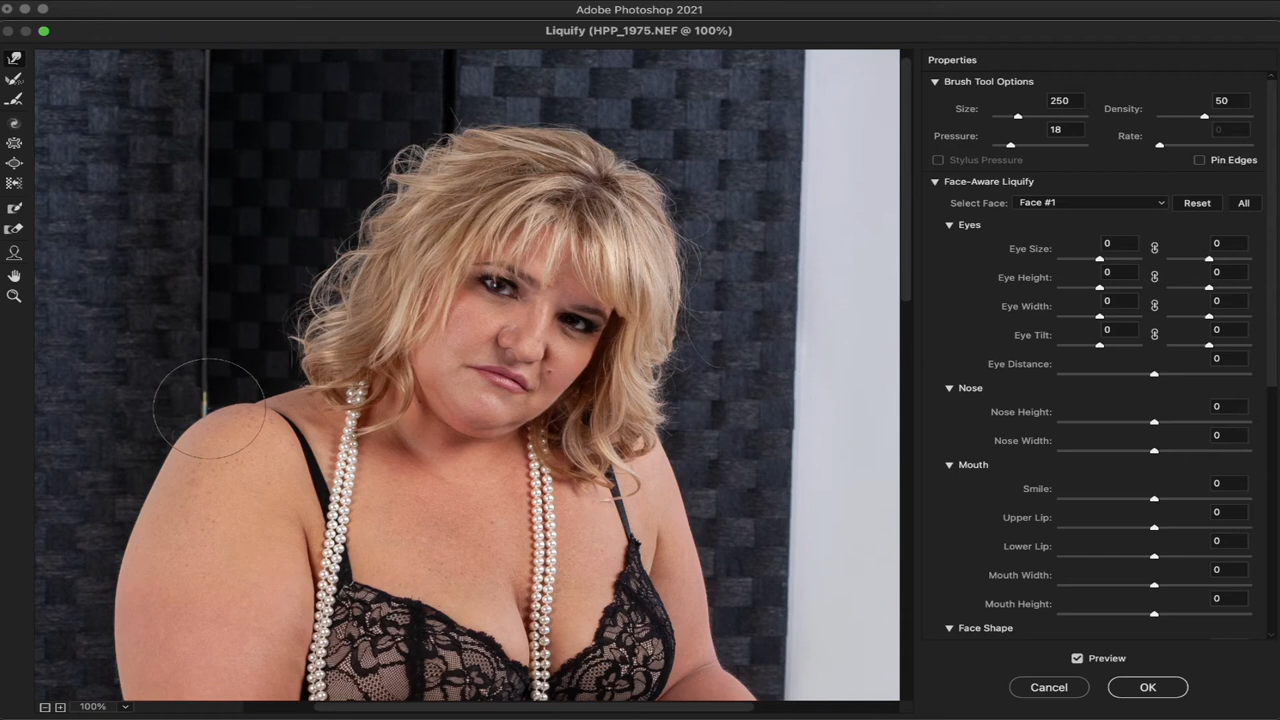 Adobe Photoshop 2021
Liquify (HPP_1975.NEF @ 100%)
Properties
Brush Tool Options
Size: 250 Density: 50
Pressure: 18 Rate: 0
Stylus Pressure Pin Edges
Face-Aware Liquify
Select Face: Face #1 Reset All
Eyes
Eye Size: 0 0
Eye Height: 0 0
Eye Width: 0 0
Eye Tilt: 0 0
Eye Distance: 0
Nose
Nose Height: 0
Nose Width: 0
Mouth
Smile: 0
Upper Lip: 0
Lower Lip: 0
Mouth Width: 0
Mouth Height: 0
Face Shape
Preview
Cancel OK
100%